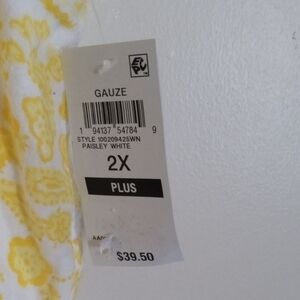 GAUZE
1 94137 54784 9
STYLE 100209425WN
PAISLEY WHITE
2X
PLUS
$39.50